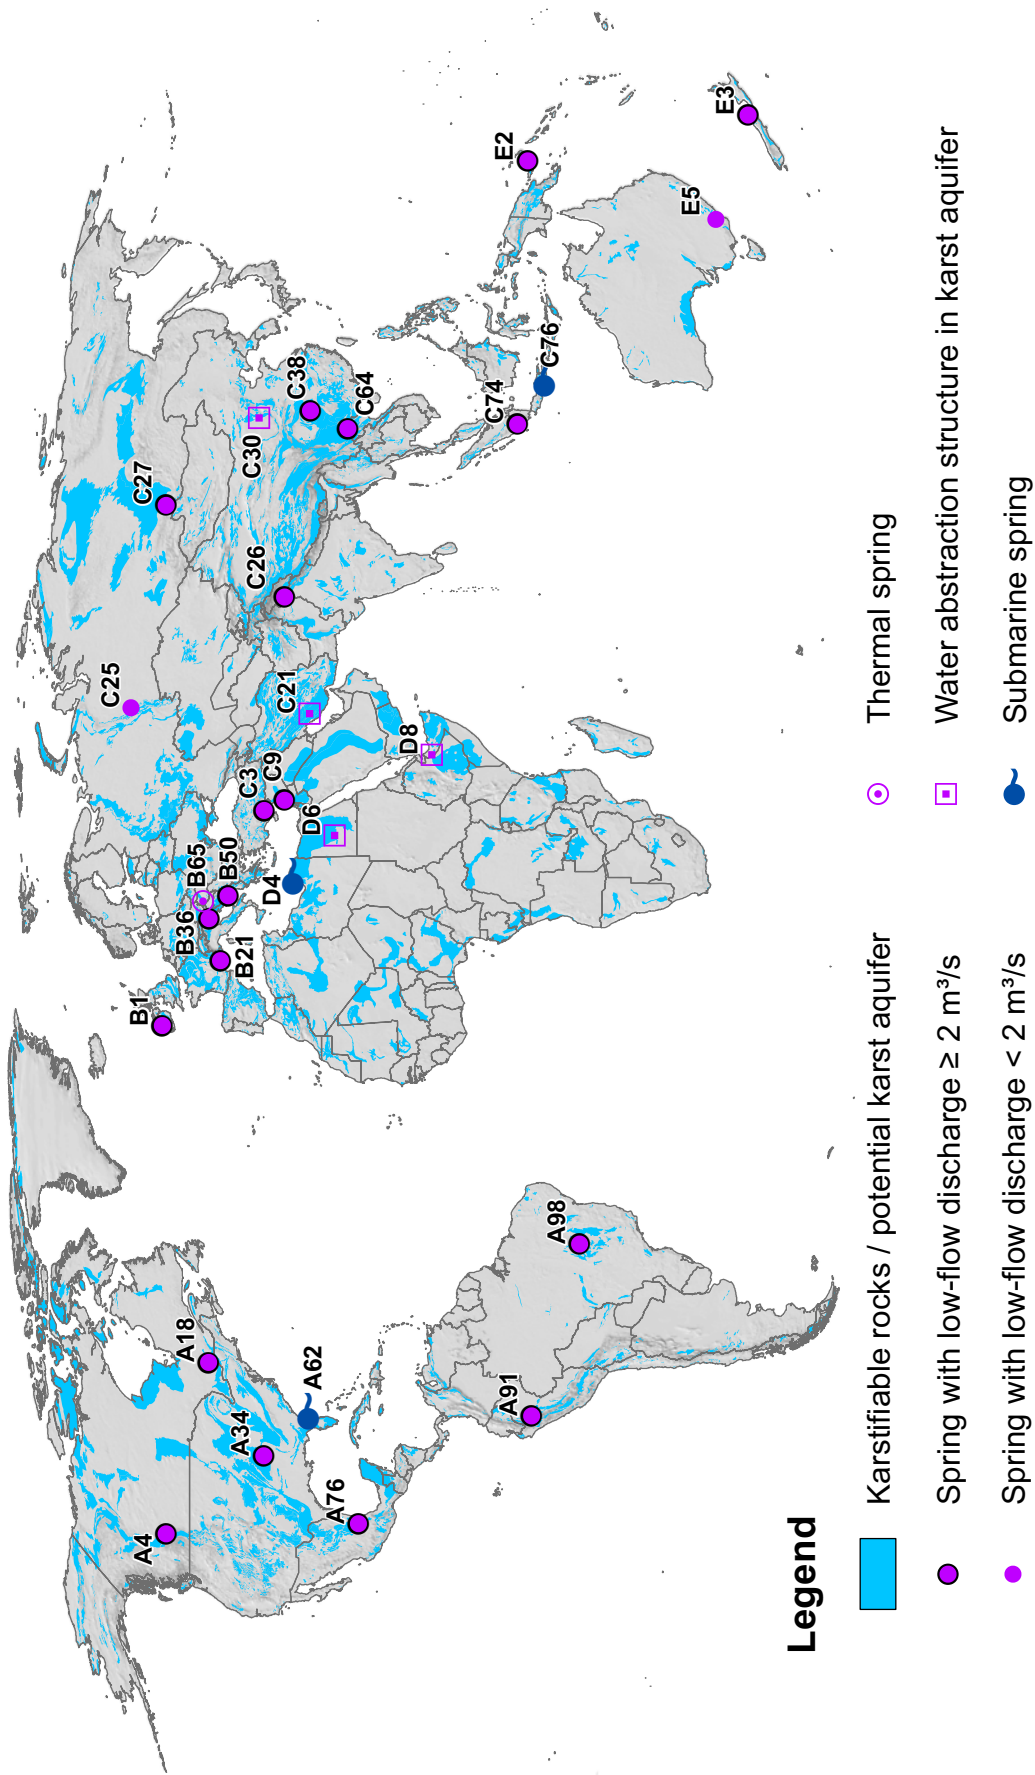 A4
A18
A34
A62
A76
A91
A98
B1
B21
B36
B65
B50
C3
C9
C21
C25
C26
C27
C30
C38
C64
C74
C76
D4
D6
D8
E2
E3
E5
Legend
Karstifiable rocks / potential karst aquifer
Spring with low-flow discharge ≥ 2 m³/s
Spring with low-flow discharge < 2 m³/s
Thermal spring
Water abstraction structure in karst aquifer
Submarine spring